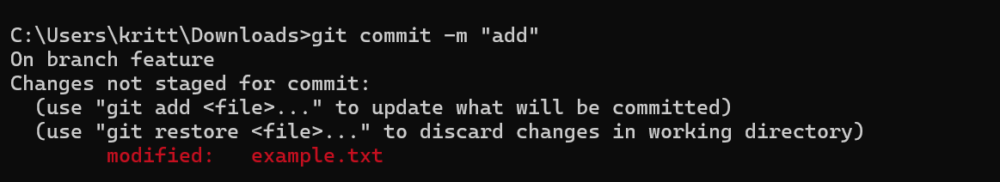 C:\Users\kritt\Downloads>git commit -m "add"
On branch feature
Changes not staged for commit:
  (use "git add <file>..." to update what will be committed)
  (use "git restore <file>..." to discard changes in working directory)
        modified:   example.txt